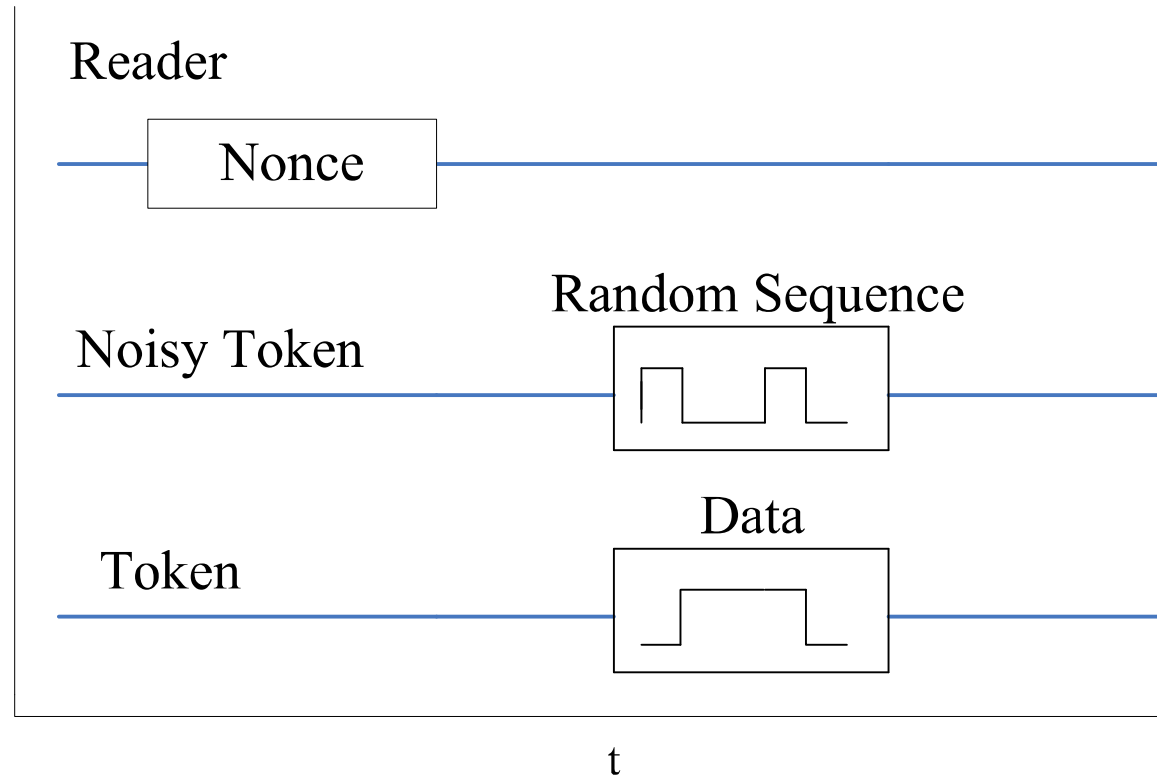 Reader
Nonce
Random Sequence
Noisy Token
Data
Token
t